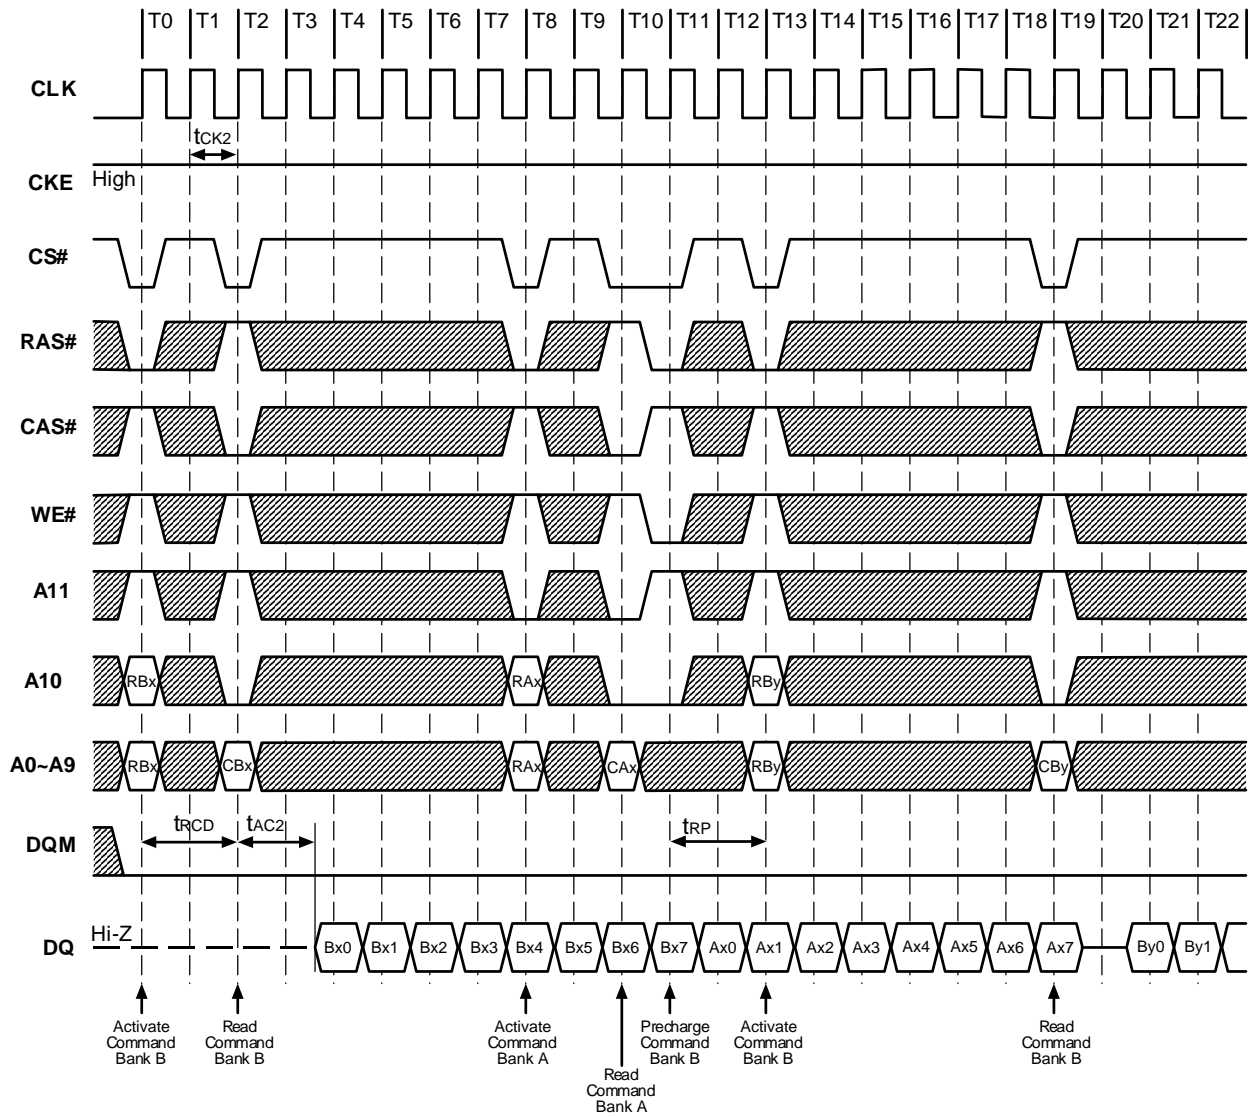 T0 T1 T2 T3 T4 T5 T6 T7 T8 T9 T10 T11 T12 T13 T14 T15 T16 T17 T18 T19 T20 T21 T22
CLK
tCK2
CKE High
CS#
RAS#
CAS#
WE#
A11
A10 RBx RAx RBy
A0~A9 RBx CBx RAx CAx RBy CBy
tRCD tAC2 tRP
DQM
Hi-Z
DQ Bx0 Bx1 Bx2 Bx3 Bx4 Bx5 Bx6 Bx7 Ax0 Ax1 Ax2 Ax3 Ax4 Ax5 Ax6 Ax7 By0 By1
Activate
Command
Bank B
Read
Command
Bank B
Activate
Command
Bank A
Read
Command
Bank A
Precharge
Command
Bank B
Activate
Command
Bank B
Read
Command
Bank B